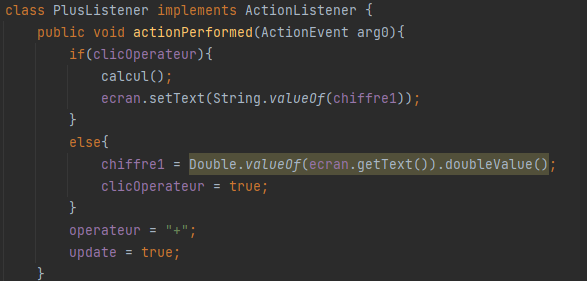 class PlusListener implements ActionListener {
public void actionPerformed(ActionEvent arg0){
if(clicOperateur){
calcul();
ecran.setText(String.valueOf(chiffre1));
}
else{
chiffre1 = Double.valueOf(ecran.getText()).doubleValue();
clicOperateur = true;
}
operateur = "+";
update = true;
}